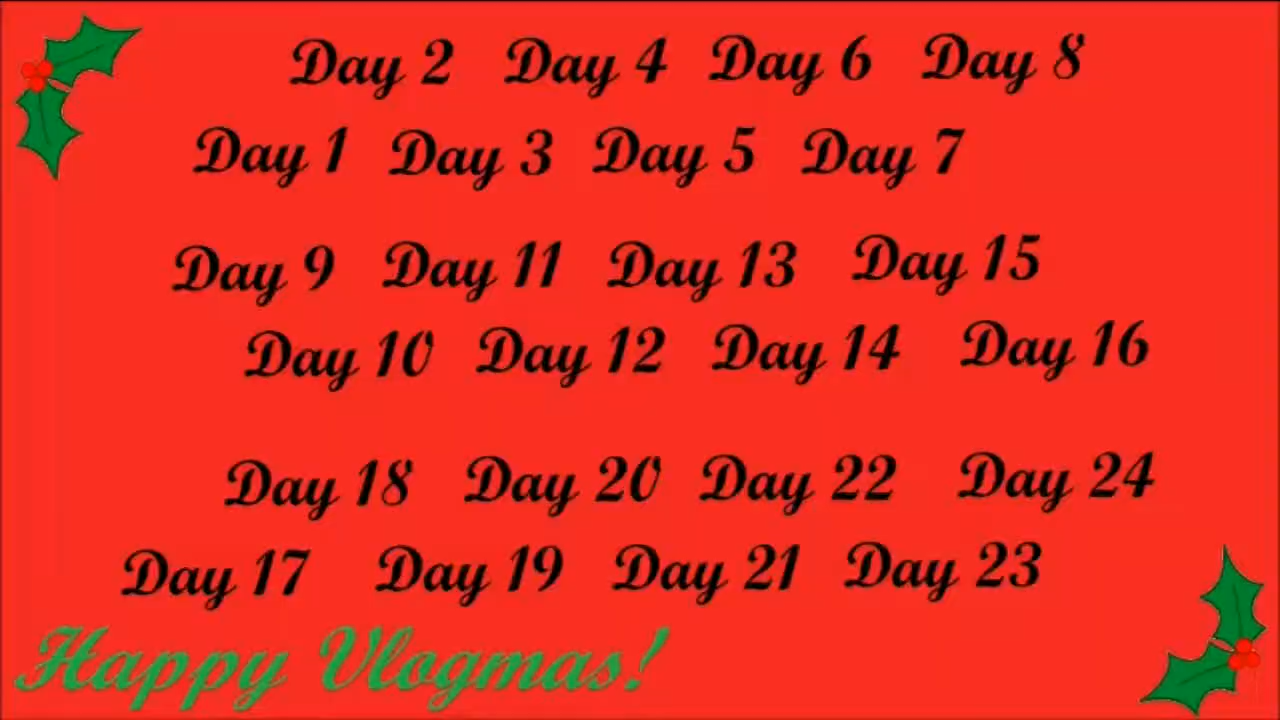 Day 2 Day 4 Day 6 Day 8
Day 1 Day 3 Day 5 Day 7
Day 9 Day 11 Day 13 Day 15
Day 10 Day 12 Day 14 Day 16
Day 18 Day 20 Day 22 Day 24
Day 17 Day 19 Day 21 Day 23
Happy Vlogmas!